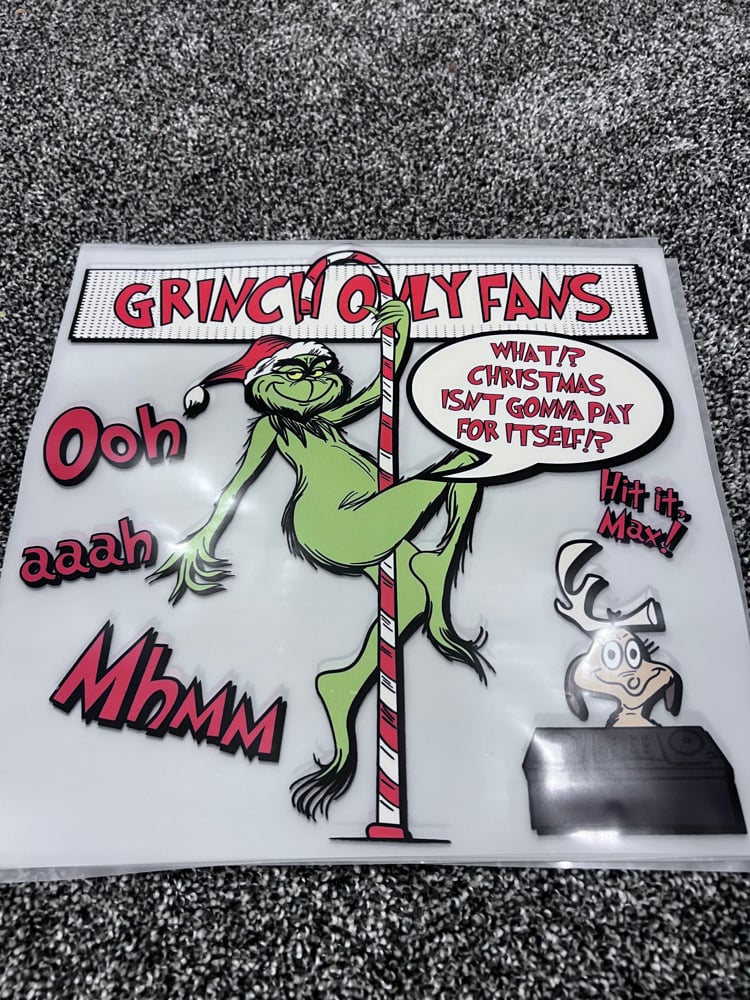 GRINCH ONLY FANS
WHAT!?
CHRISTMAS
ISN'T GONNA PAY
FOR ITSELF!?
Ooh
aaah
MhMM
Hit it,
Max!